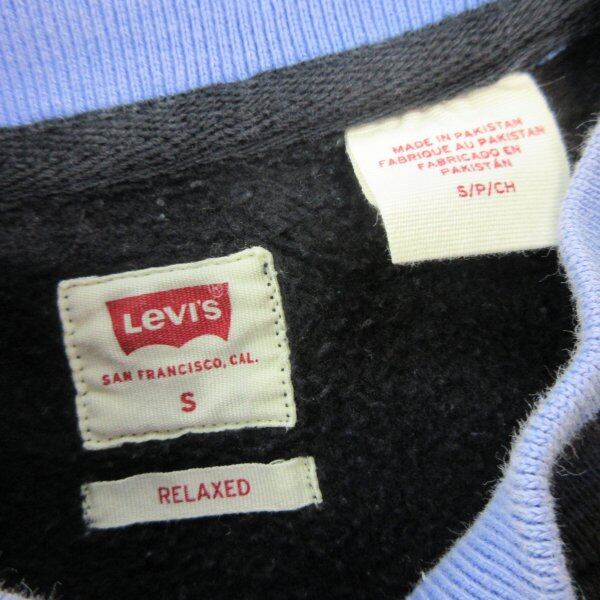 MADE IN PAKISTAN
FABRIQUE AU PAKISTAN
FABRICADO EN
PAKISTÁN
S/P/CH
LEVI'S
SAN FRANCISCO, CAL.
S
RELAXED